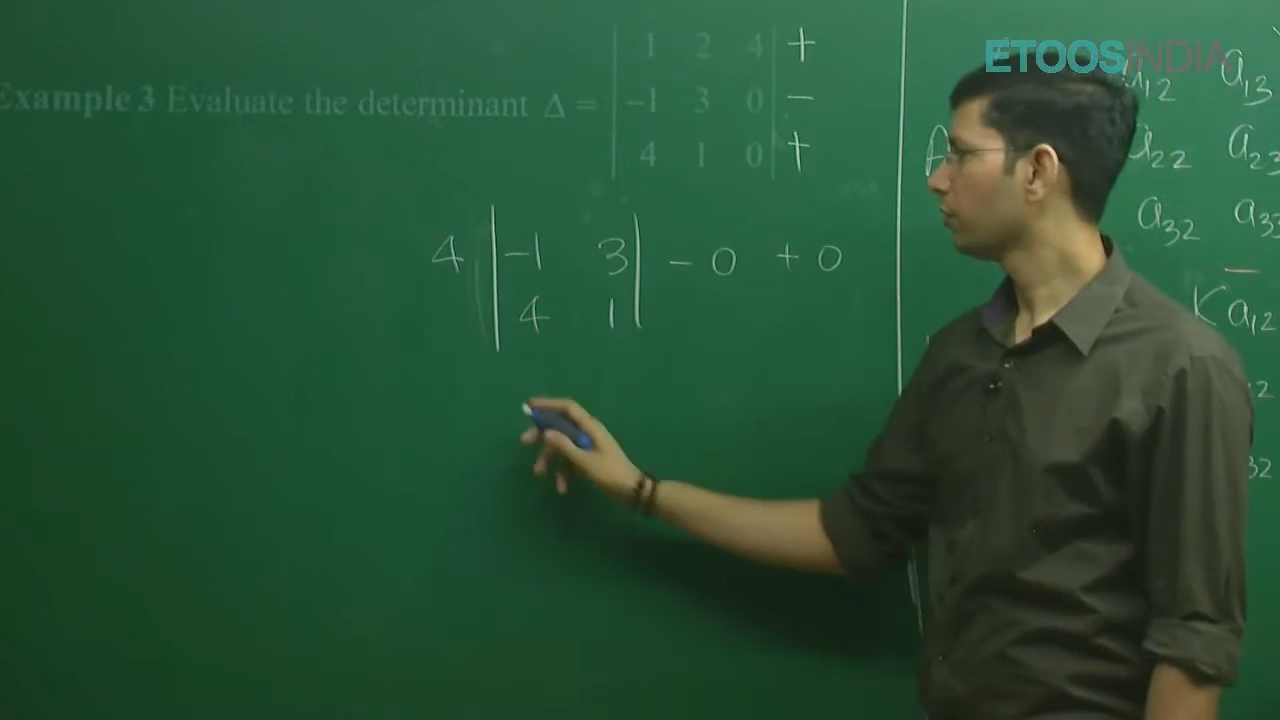 ETOOSINDIA
1 2 4 +
Example 3 Evaluate the determinant Δ = -1 3 0 −
4 1 0 +
4 | -1 3 | - 0 + 0
4 1
a12 a13
a22 a23
a32 a33
K a12